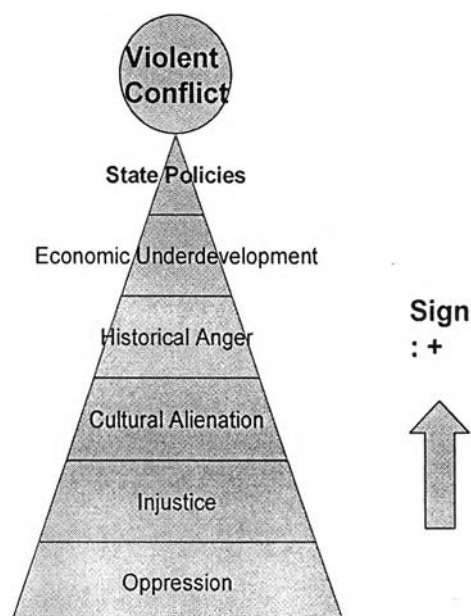 Violent
Conflict
State Policies
Economic Underdevelopment
Historical Anger
Cultural Alienation
Injustice
Oppression
Sign
: +